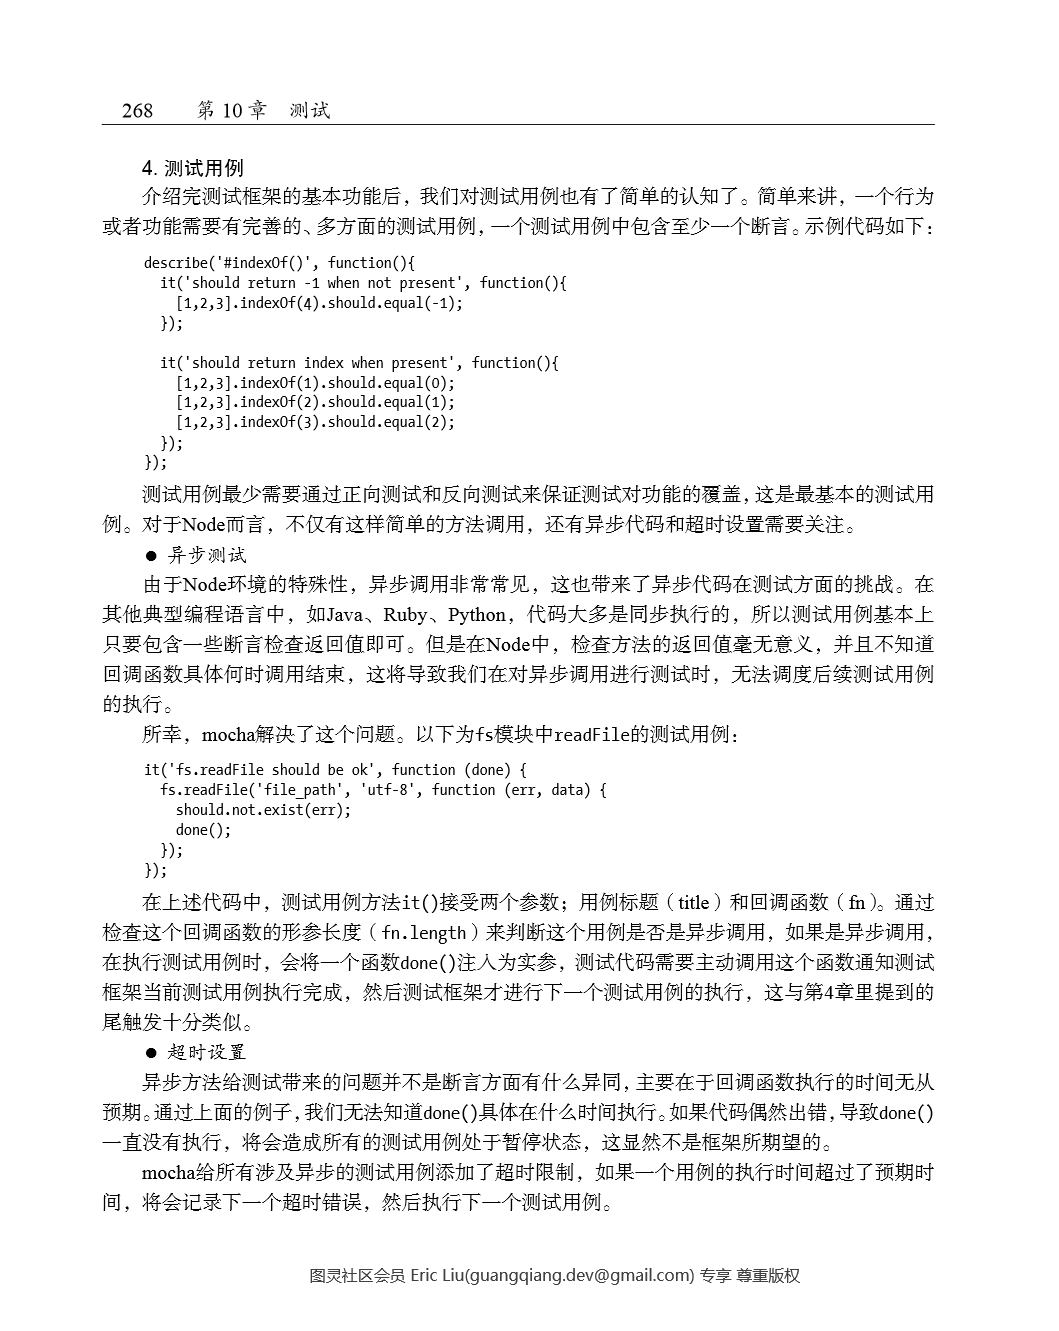 268 第 10 章 测试
4. 测试用例
介绍完测试框架的基本功能后，我们对测试用例也有了简单的认知了。简单来讲，一个行为
或者功能需要有完善的、多方面的测试用例，一个测试用例中包含至少一个断言。示例代码如下：
describe('#indexOf()', function(){
  it('should return -1 when not present', function(){
    [1,2,3].indexOf(4).should.equal(-1);
  });
  it('should return index when present', function(){
    [1,2,3].indexOf(1).should.equal(0);
    [1,2,3].indexOf(2).should.equal(1);
    [1,2,3].indexOf(3).should.equal(2);
  });
});
测试用例最少需要通过正向测试和反向测试来保证测试对功能的覆盖，这是最基本的测试用
例。对于Node而言，不仅有这样简单的方法调用，还有异步代码和超时设置需要关注。
● 异步测试
由于Node环境的特殊性，异步调用非常常见，这也带来了异步代码在测试方面的挑战。在
其他典型编程语言中，如Java、Ruby、Python，代码大多是同步执行的，所以测试用例基本上
只要包含一些断言检查返回值即可。但是在Node中，检查方法的返回值毫无意义，并且不知道
回调函数具体何时调用结束，这将导致我们在对异步调用进行测试时，无法调度后续测试用例
的执行。
所幸，mocha解决了这个问题。以下为fs模块中readFile的测试用例：
it('fs.readFile should be ok', function (done) {
  fs.readFile('file_path', 'utf-8', function (err, data) {
    should.not.exist(err);
    done();
  });
});
在上述代码中，测试用例方法it()接受两个参数；用例标题（title）和回调函数（fn）。通过
检查这个回调函数的形参长度（fn.length）来判断这个用例是否是异步调用，如果是异步调用，
在执行测试用例时，会将一个函数done()注入为实参，测试代码需要主动调用这个函数通知测试
框架当前测试用例执行完成，然后测试框架才进行下一个测试用例的执行，这与第4章里提到的
尾触发十分类似。
● 超时设置
异步方法给测试带来的问题并不是断言方面有什么异同，主要在于回调函数执行的时间无从
预期。通过上面的例子，我们无法知道done()具体在什么时间执行。如果代码偶然出错，导致done()
一直没有执行，将会造成所有的测试用例处于暂停状态，这显然不是框架所期望的。
mocha给所有涉及异步的测试用例添加了超时限制，如果一个用例的执行时间超过了预期时
间，将会记录下一个超时错误，然后执行下一个测试用例。
图灵社区会员 Eric Liu(guangqiang.dev@gmail.com) 专享 尊重版权